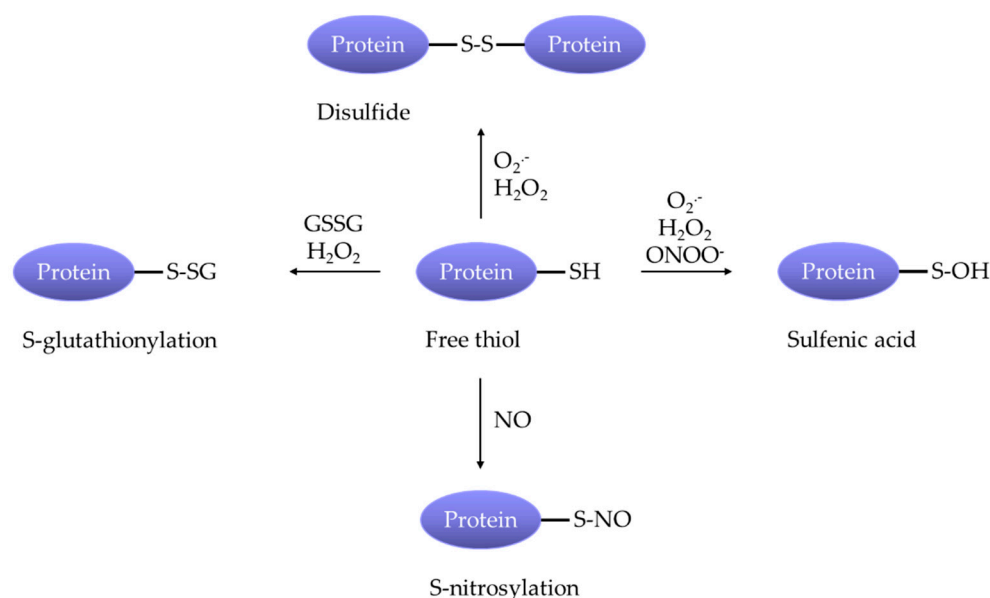 Protein S-S Protein
Disulfide
O₂·⁻
H₂O₂
GSSG
H₂O₂
O₂·⁻
H₂O₂
ONOO⁻
Protein S-SG
Protein SH
Protein S-OH
S-glutathionylation
Free thiol
Sulfenic acid
NO
Protein S-NO
S-nitrosylation